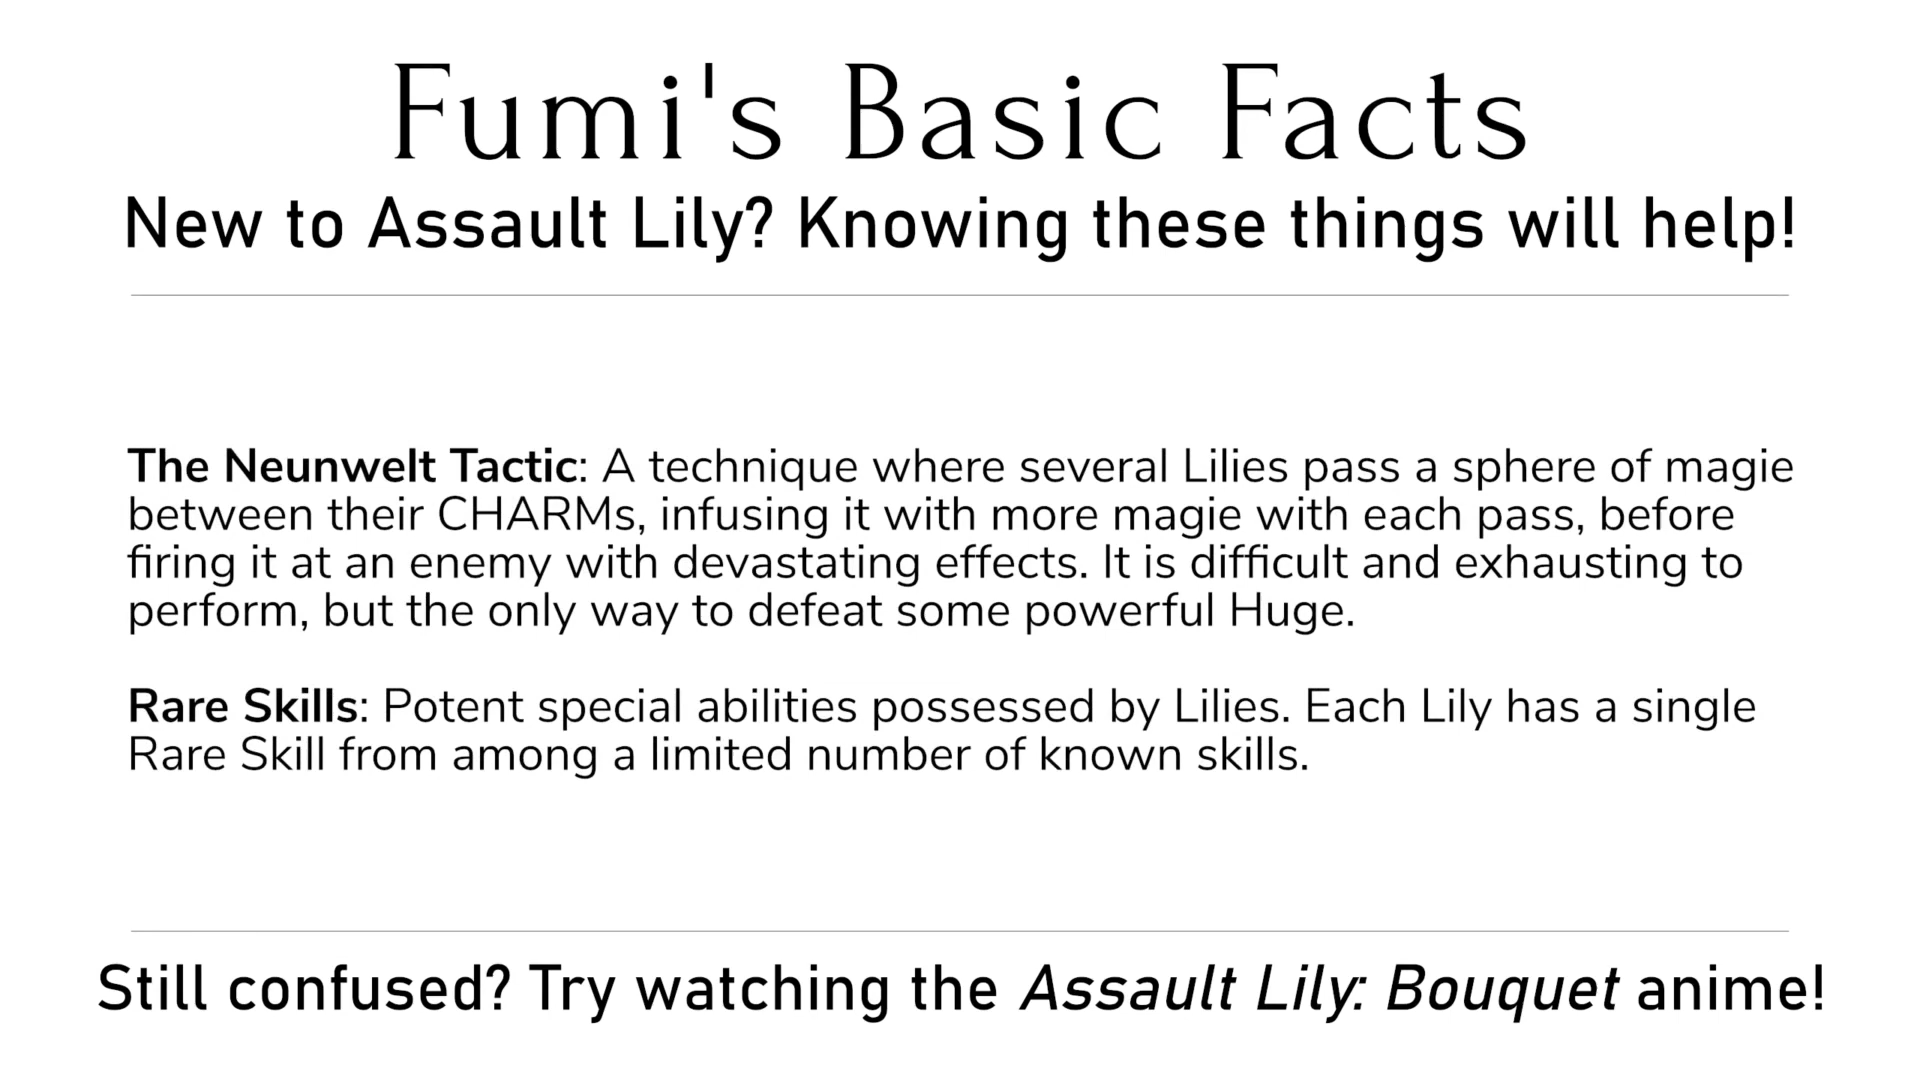 Fumi's Basic Facts
New to Assault Lily? Knowing these things will help!
The Neunwelt Tactic: A technique where several Lilies pass a sphere of magie
between their CHARMs, infusing it with more magie with each pass, before
firing it at an enemy with devastating effects. It is difficult and exhausting to
perform, but the only way to defeat some powerful Huge.
Rare Skills: Potent special abilities possessed by Lilies. Each Lily has a single
Rare Skill from among a limited number of known skills.
Still confused? Try watching the Assault Lily: Bouquet anime!